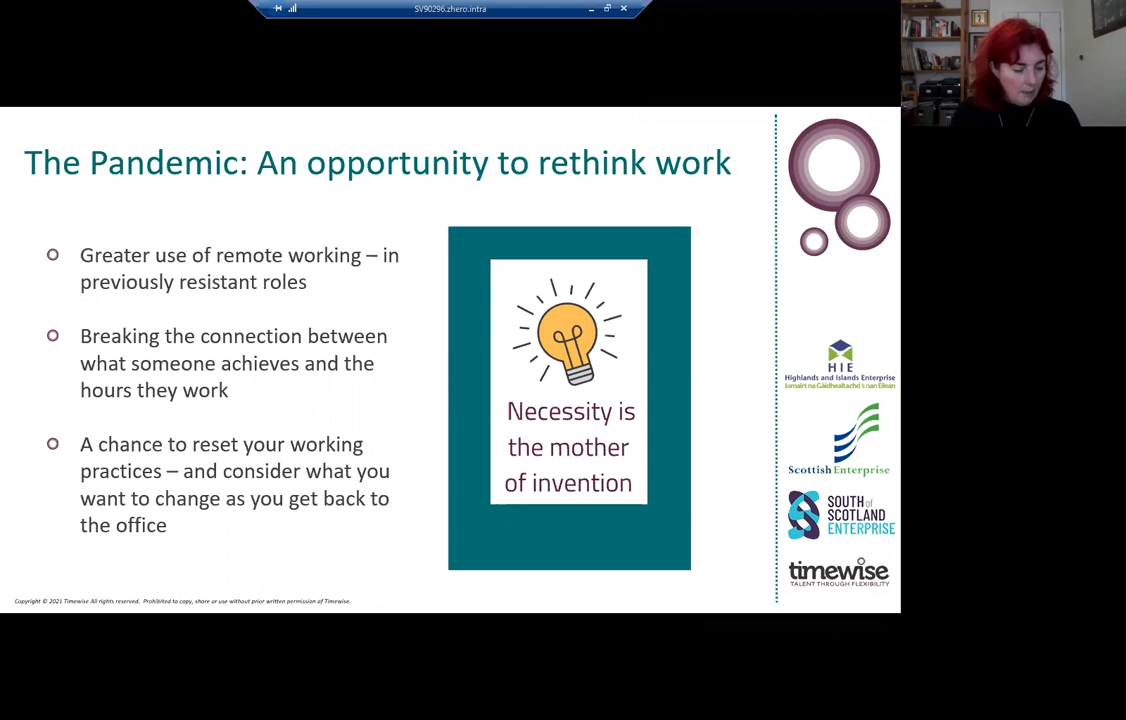 SV90296.zhero.intra
The Pandemic: An opportunity to rethink work
Greater use of remote working – in
previously resistant roles
Breaking the connection between
what someone achieves and the
hours they work
A chance to reset your working
practices – and consider what you
want to change as you get back to
the office
Necessity is
the mother
of invention
HIE
Highlands and Islands Enterprise
Iomairt na Gàidhealtachd 's nan Eilean
Scottish Enterprise
SOUTH of
SCOTLAND
ENTERPRISE
timewise
TALENT THROUGH FLEXIBILITY
Copyright © 2021 Timewise All rights reserved. Prohibited to copy, share or use without prior written permission of Timewise.